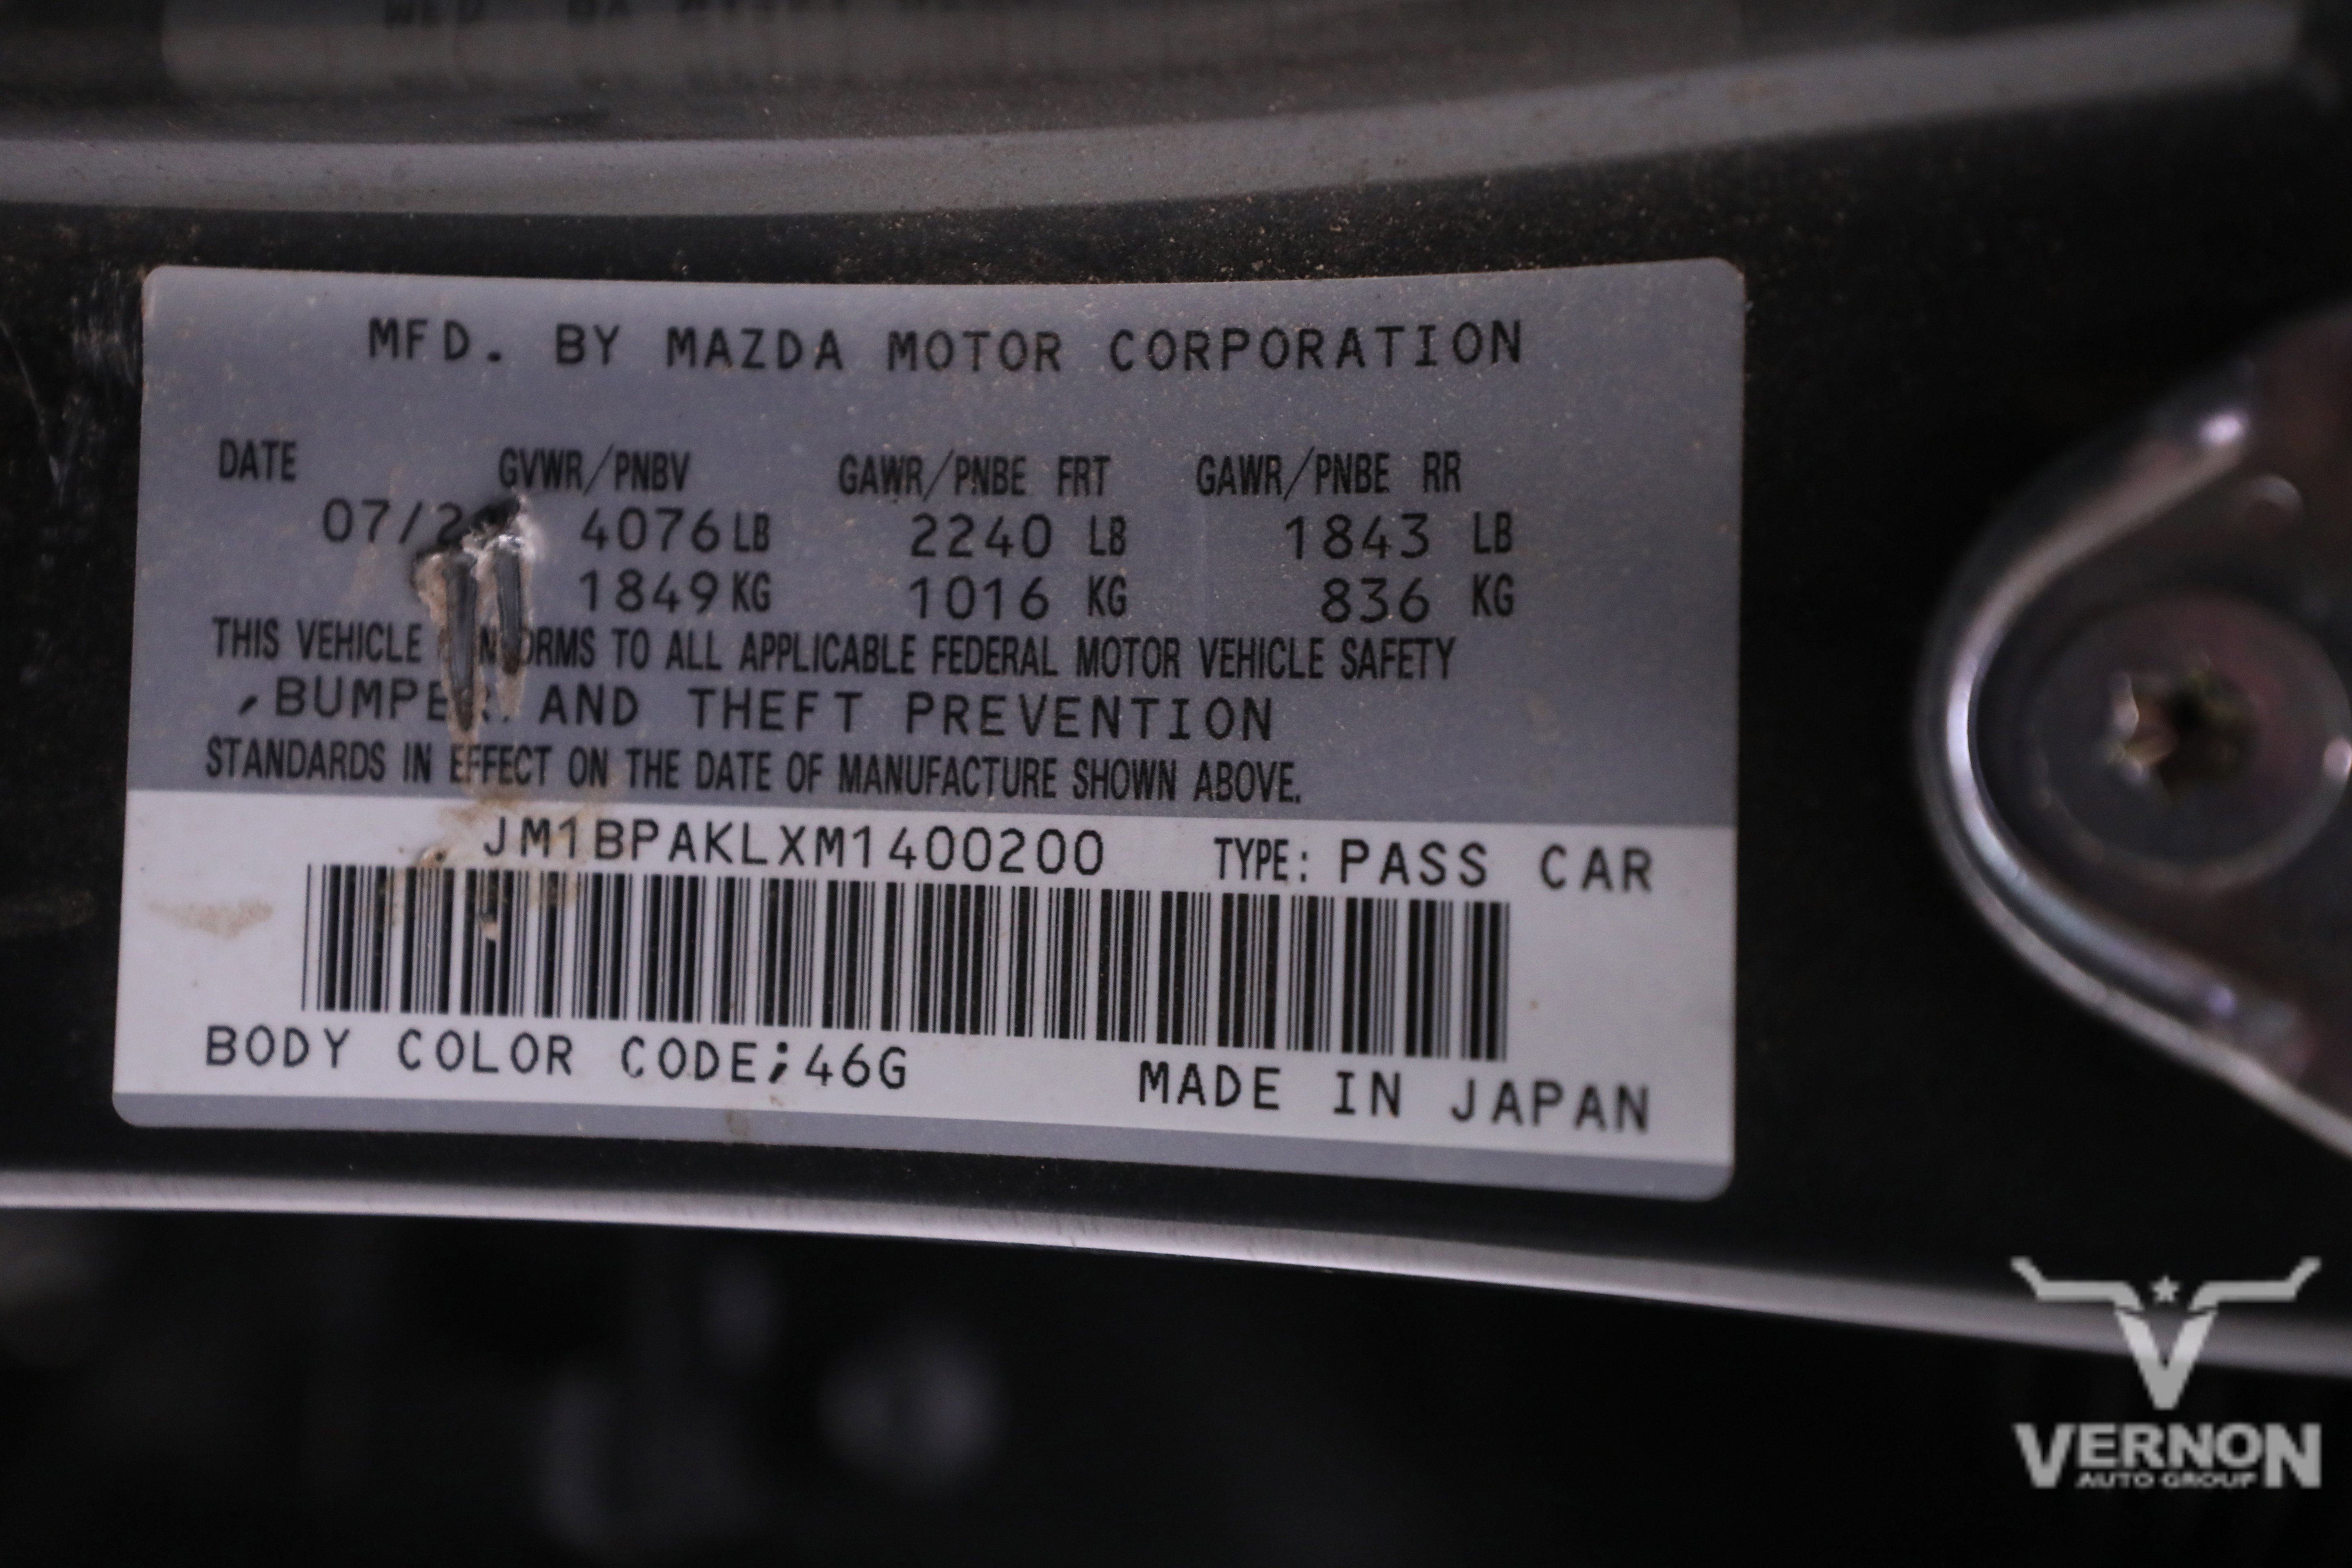 MFD. BY MAZDA MOTOR CORPORATION
DATE GVWR/PNBV GAWR/PNBE FRT GAWR/PNBE RR
4076 LB 2240 LB 1843 LB
1849 KG 1016 KG 836 KG
THIS VEHICLE TO ALL APPLICABLE FEDERAL MOTOR VEHICLE SAFETY
, BUMPER, AND THEFT PREVENTION
STANDARDS IN EFFECT ON THE DATE OF MANUFACTURE SHOWN ABOVE.
JM1BPAKLXM1400200 TYPE: PASS CAR
BODY COLOR CODE;46G MADE IN JAPAN
VERNON
AUTO GROUP